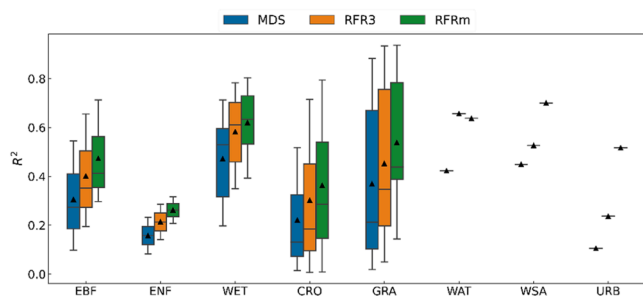 MDS RFR3 RFRm
0.8
0.6
0.4
0.2
0.0
R²
EBF ENF WET CRO GRA WAT WSA URB